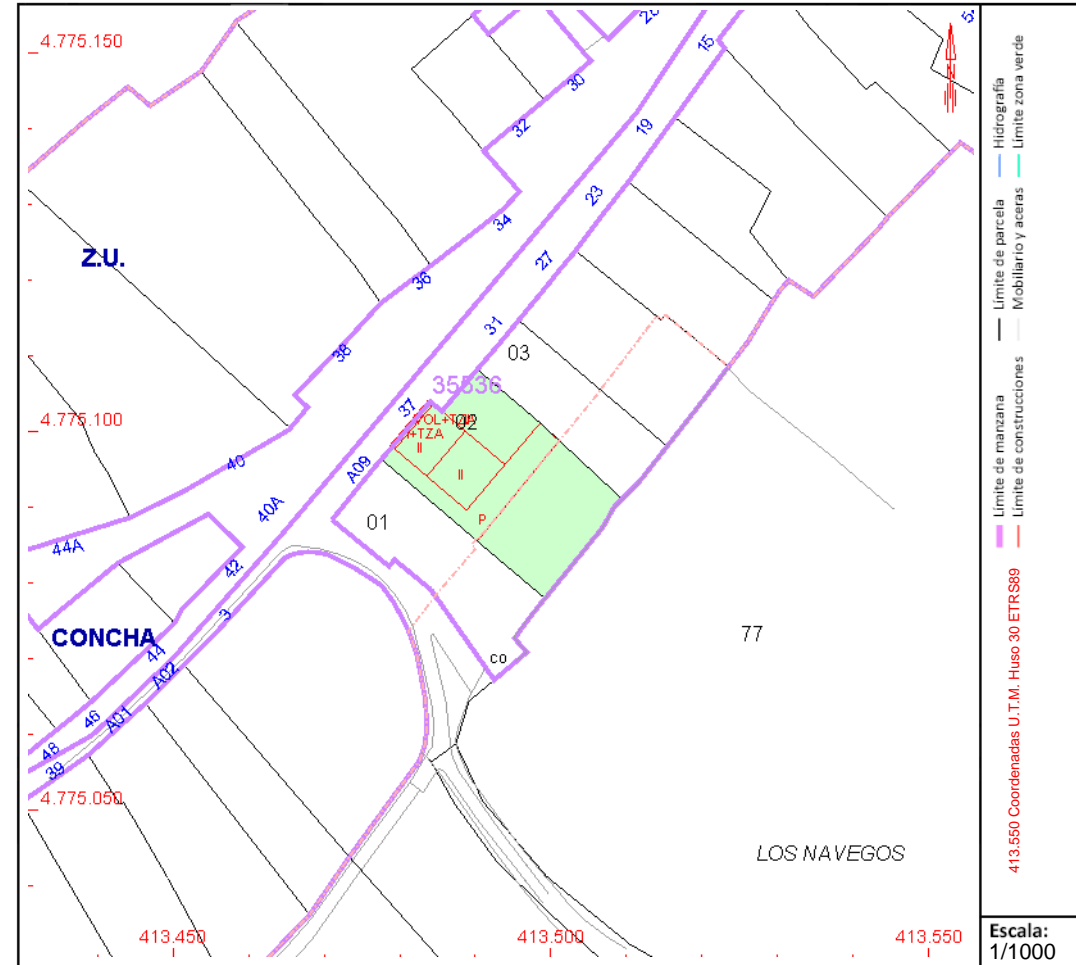 4.775.150
28
15
54
30
32
19
23
34
Z.U.
36
27
31
38
03
35536
4.775.100
37
02
II
40
A09
II
P
40A
01
44A
42
CONCHA
3
77
44
A02
co
46
A01
48
39
4.775.050
LOS NAVEGOS
413.450
413.500
413.550
N
Hidrografía
Límite zona verde
Límite de parcela
Mobiliario y aceras
Límite de manzana
Límite de construcciones
413.550 Coordenadas U.T.M. Huso 30 ETRS89
Escala:
1/1000